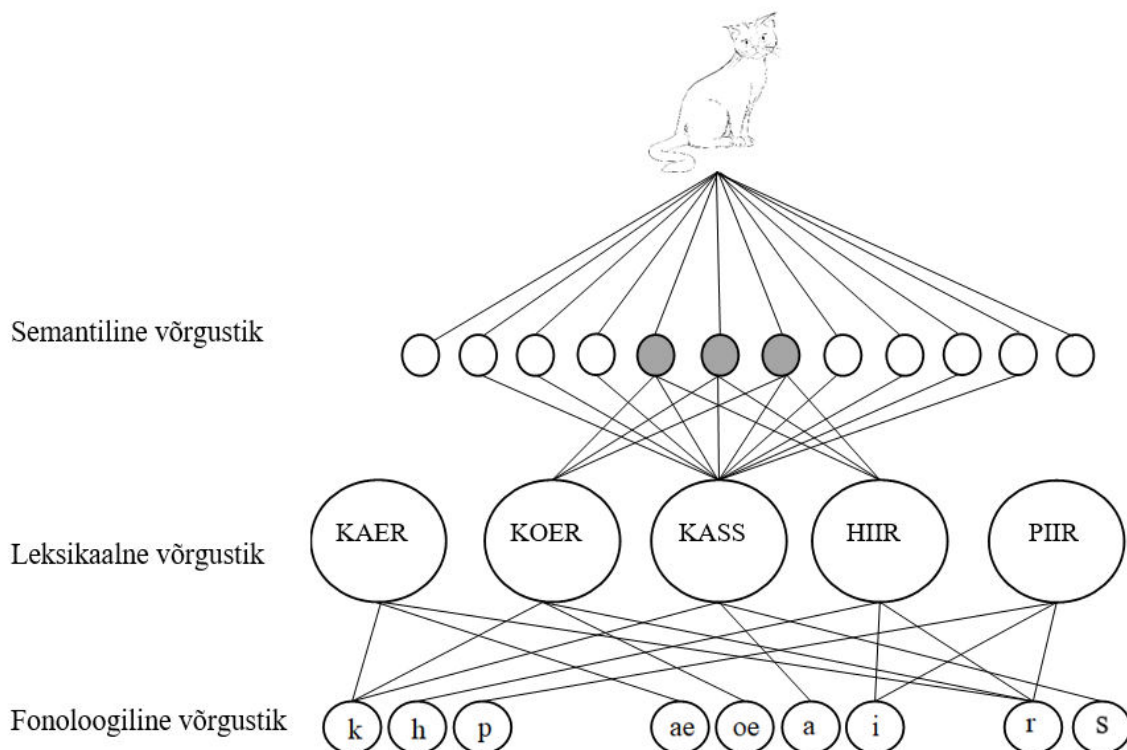 Semantiline võrgustik
KAER KOER KASS HIIR PIIR
Leksikaalne võrgustik
Fonoloogiline võrgustik k h p ae oe a i r s